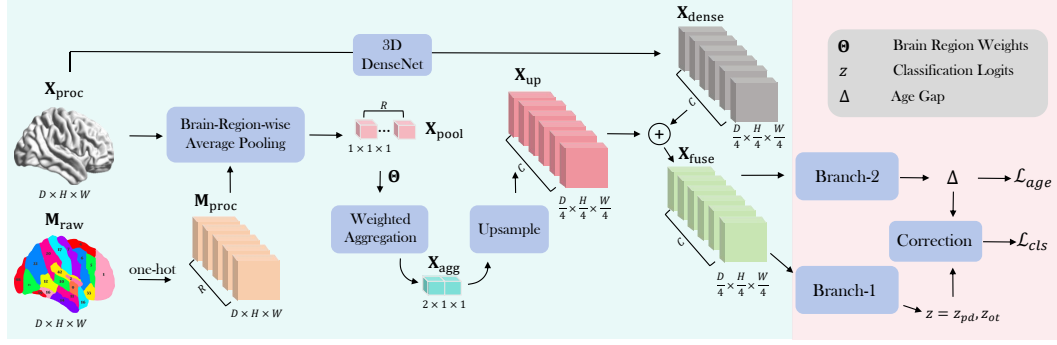 X_dense
3D
DenseNet
Θ Brain Region Weights
z Classification Logits
Δ Age Gap
X_proc
X_up
R
C
Brain-Region-wise
Average Pooling
X_pool
1 × 1 × 1
C
D/4 × H/4 × W/4
+
X_fuse
D × H × W
Θ
D/4 × H/4 × W/4
Branch-2
Δ
ℒ_age
M_raw
M_proc
Weighted
Aggregation
Upsample
C
Correction
ℒ_cls
one-hot
X_agg
R
D × H × W
2 × 1 × 1
D/4 × H/4 × W/4
Branch-1
D × H × W
z = z_pd, z_ot